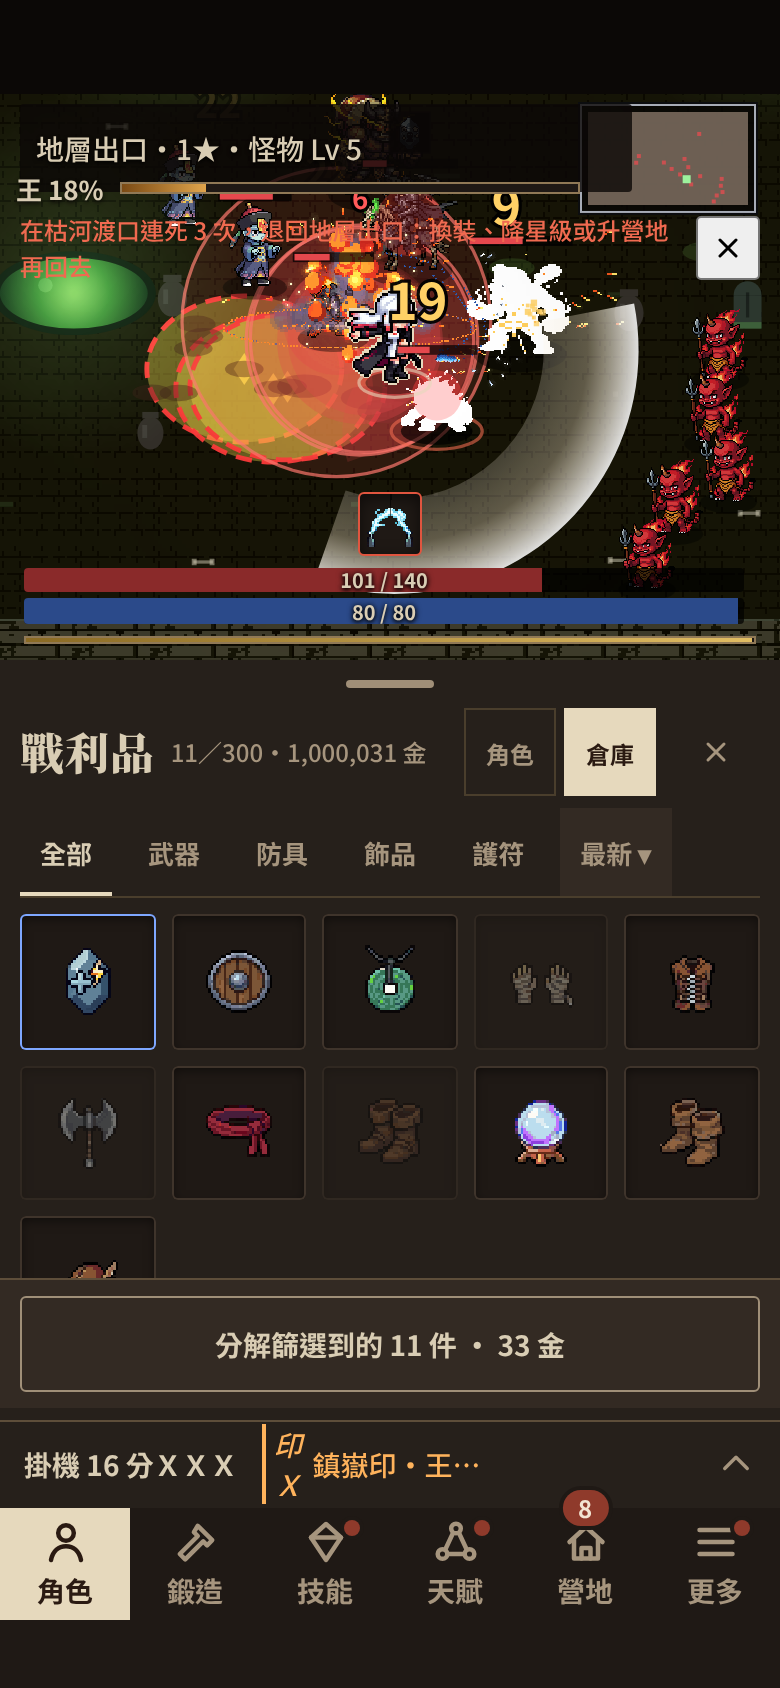 22
地層出口・1★・怪物 Lv 5
王 18%
6
9
在枯河渡口連死 3 次，退回地層出口：換裝、降星級或升營地
再回去
19
101 / 140
80 / 80
戰利品 11／300・1,000,031 金 角色 倉庫
全部 武器 防具 飾品 護符 最新 ▾
分解篩選到的 11 件 ・ 33 金
掛機 16 分 X X X 印 X 鎮嶽印・王…
8
角色 鍛造 技能 天賦 營地 更多